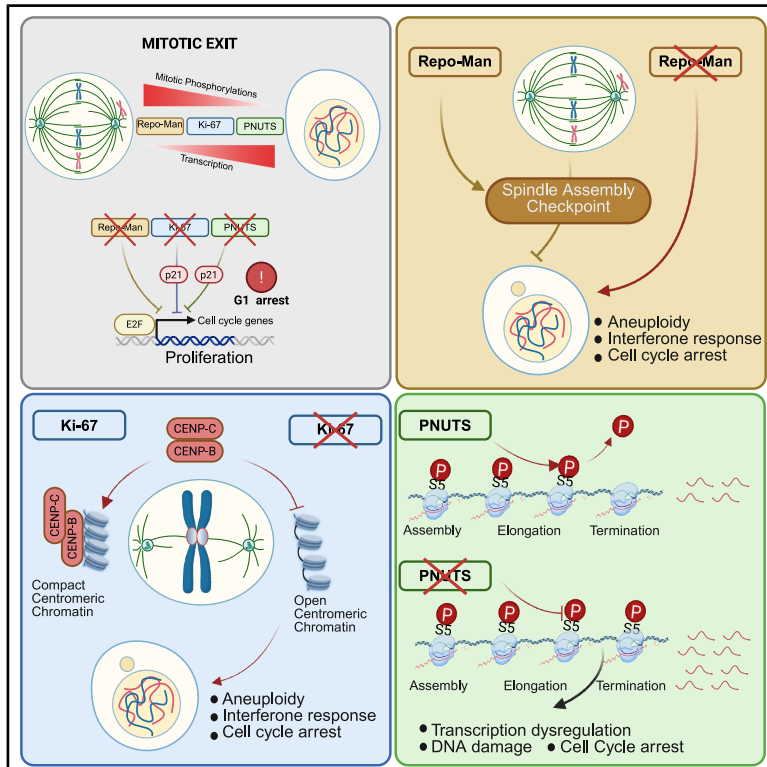 MITOTIC EXIT
Mitotic Phosphorylations
Repo-Man
Ki-67
PNUTS
Transcription
Repo-Man
Ki-67
PNUTS
p21
p21
!
G1 arrest
E2F
Cell cycle genes
Proliferation
Repo-Man
Repo-Man
Spindle Assembly
Checkpoint
● Aneuploidy
● Interferone response
● Cell cycle arrest
Ki-67
CENP-C
CENP-B
Ki-67
CENP-C
CENP-B
Compact
Centromeric
Chromatin
Open
Centromeric
Chromatin
● Aneuploidy
● Interferone response
● Cell cycle arrest
PNUTS
P
P
S5
P
S5
P
S5
Assembly
Elongation
Termination
PNUTS
P
S5
P
S5
P
S5
P
S5
Assembly
Elongation
Termination
● Transcription dysregulation
● DNA damage ● Cell Cycle arrest